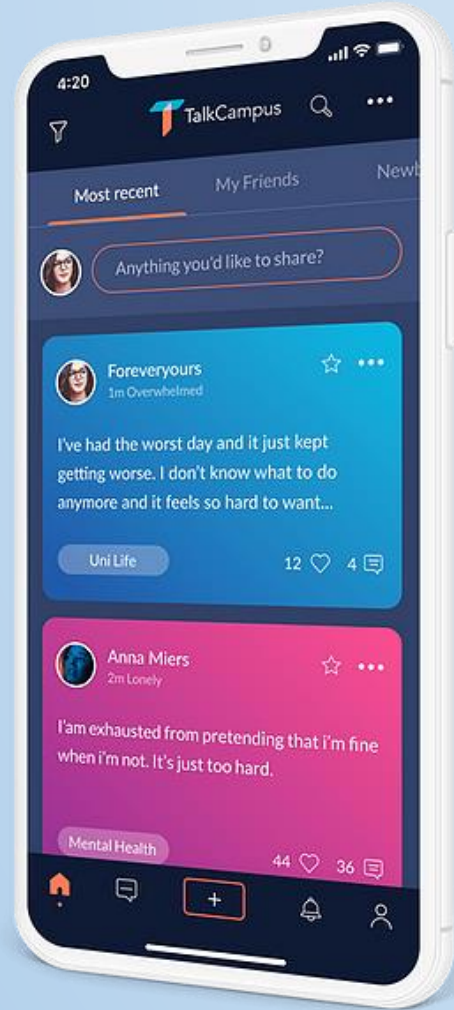 4:20
TalkCampus
Most recent
My Friends
Anything you'd like to share?
Foreveryours
1m Overwhelmed
I've had the worst day and it just kept
getting worse. I don't know what to do
anymore and it feels so hard to want...
Uni Life
12
4
Anna Miers
2m Lonely
I'am exhausted from pretending that i'm fine
when i'm not. It's just too hard.
Mental Health
44
36